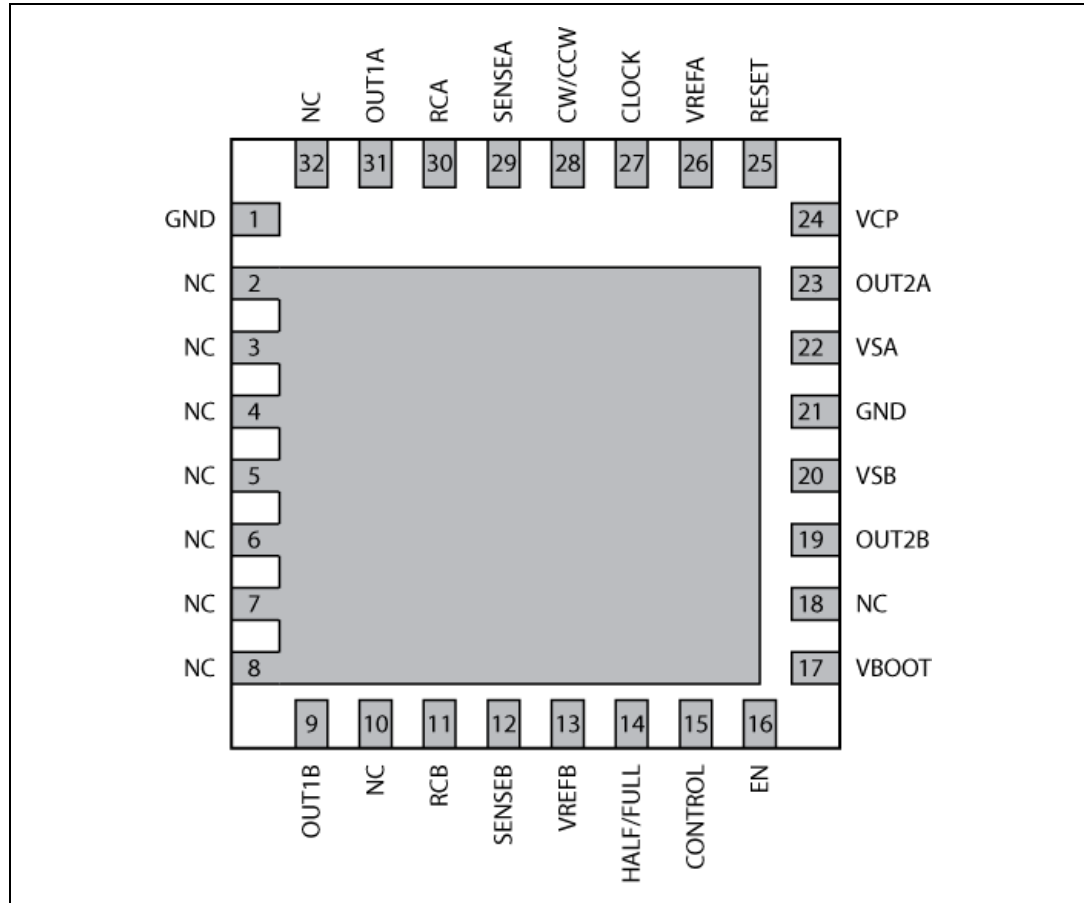 NC OUT1A RCA SENSEA CW/CCW CLOCK VREFA RESET
32 31 30 29 28 27 26 25
GND 1 24 VCP
NC 2 23 OUT2A
NC 3 22 VSA
NC 4 21 GND
NC 5 20 VSB
NC 6 19 OUT2B
NC 7 18 NC
NC 8 17 VBOOT
9 10 11 12 13 14 15 16
OUT1B NC RCB SENSEB VREFB HALF/FULL CONTROL EN